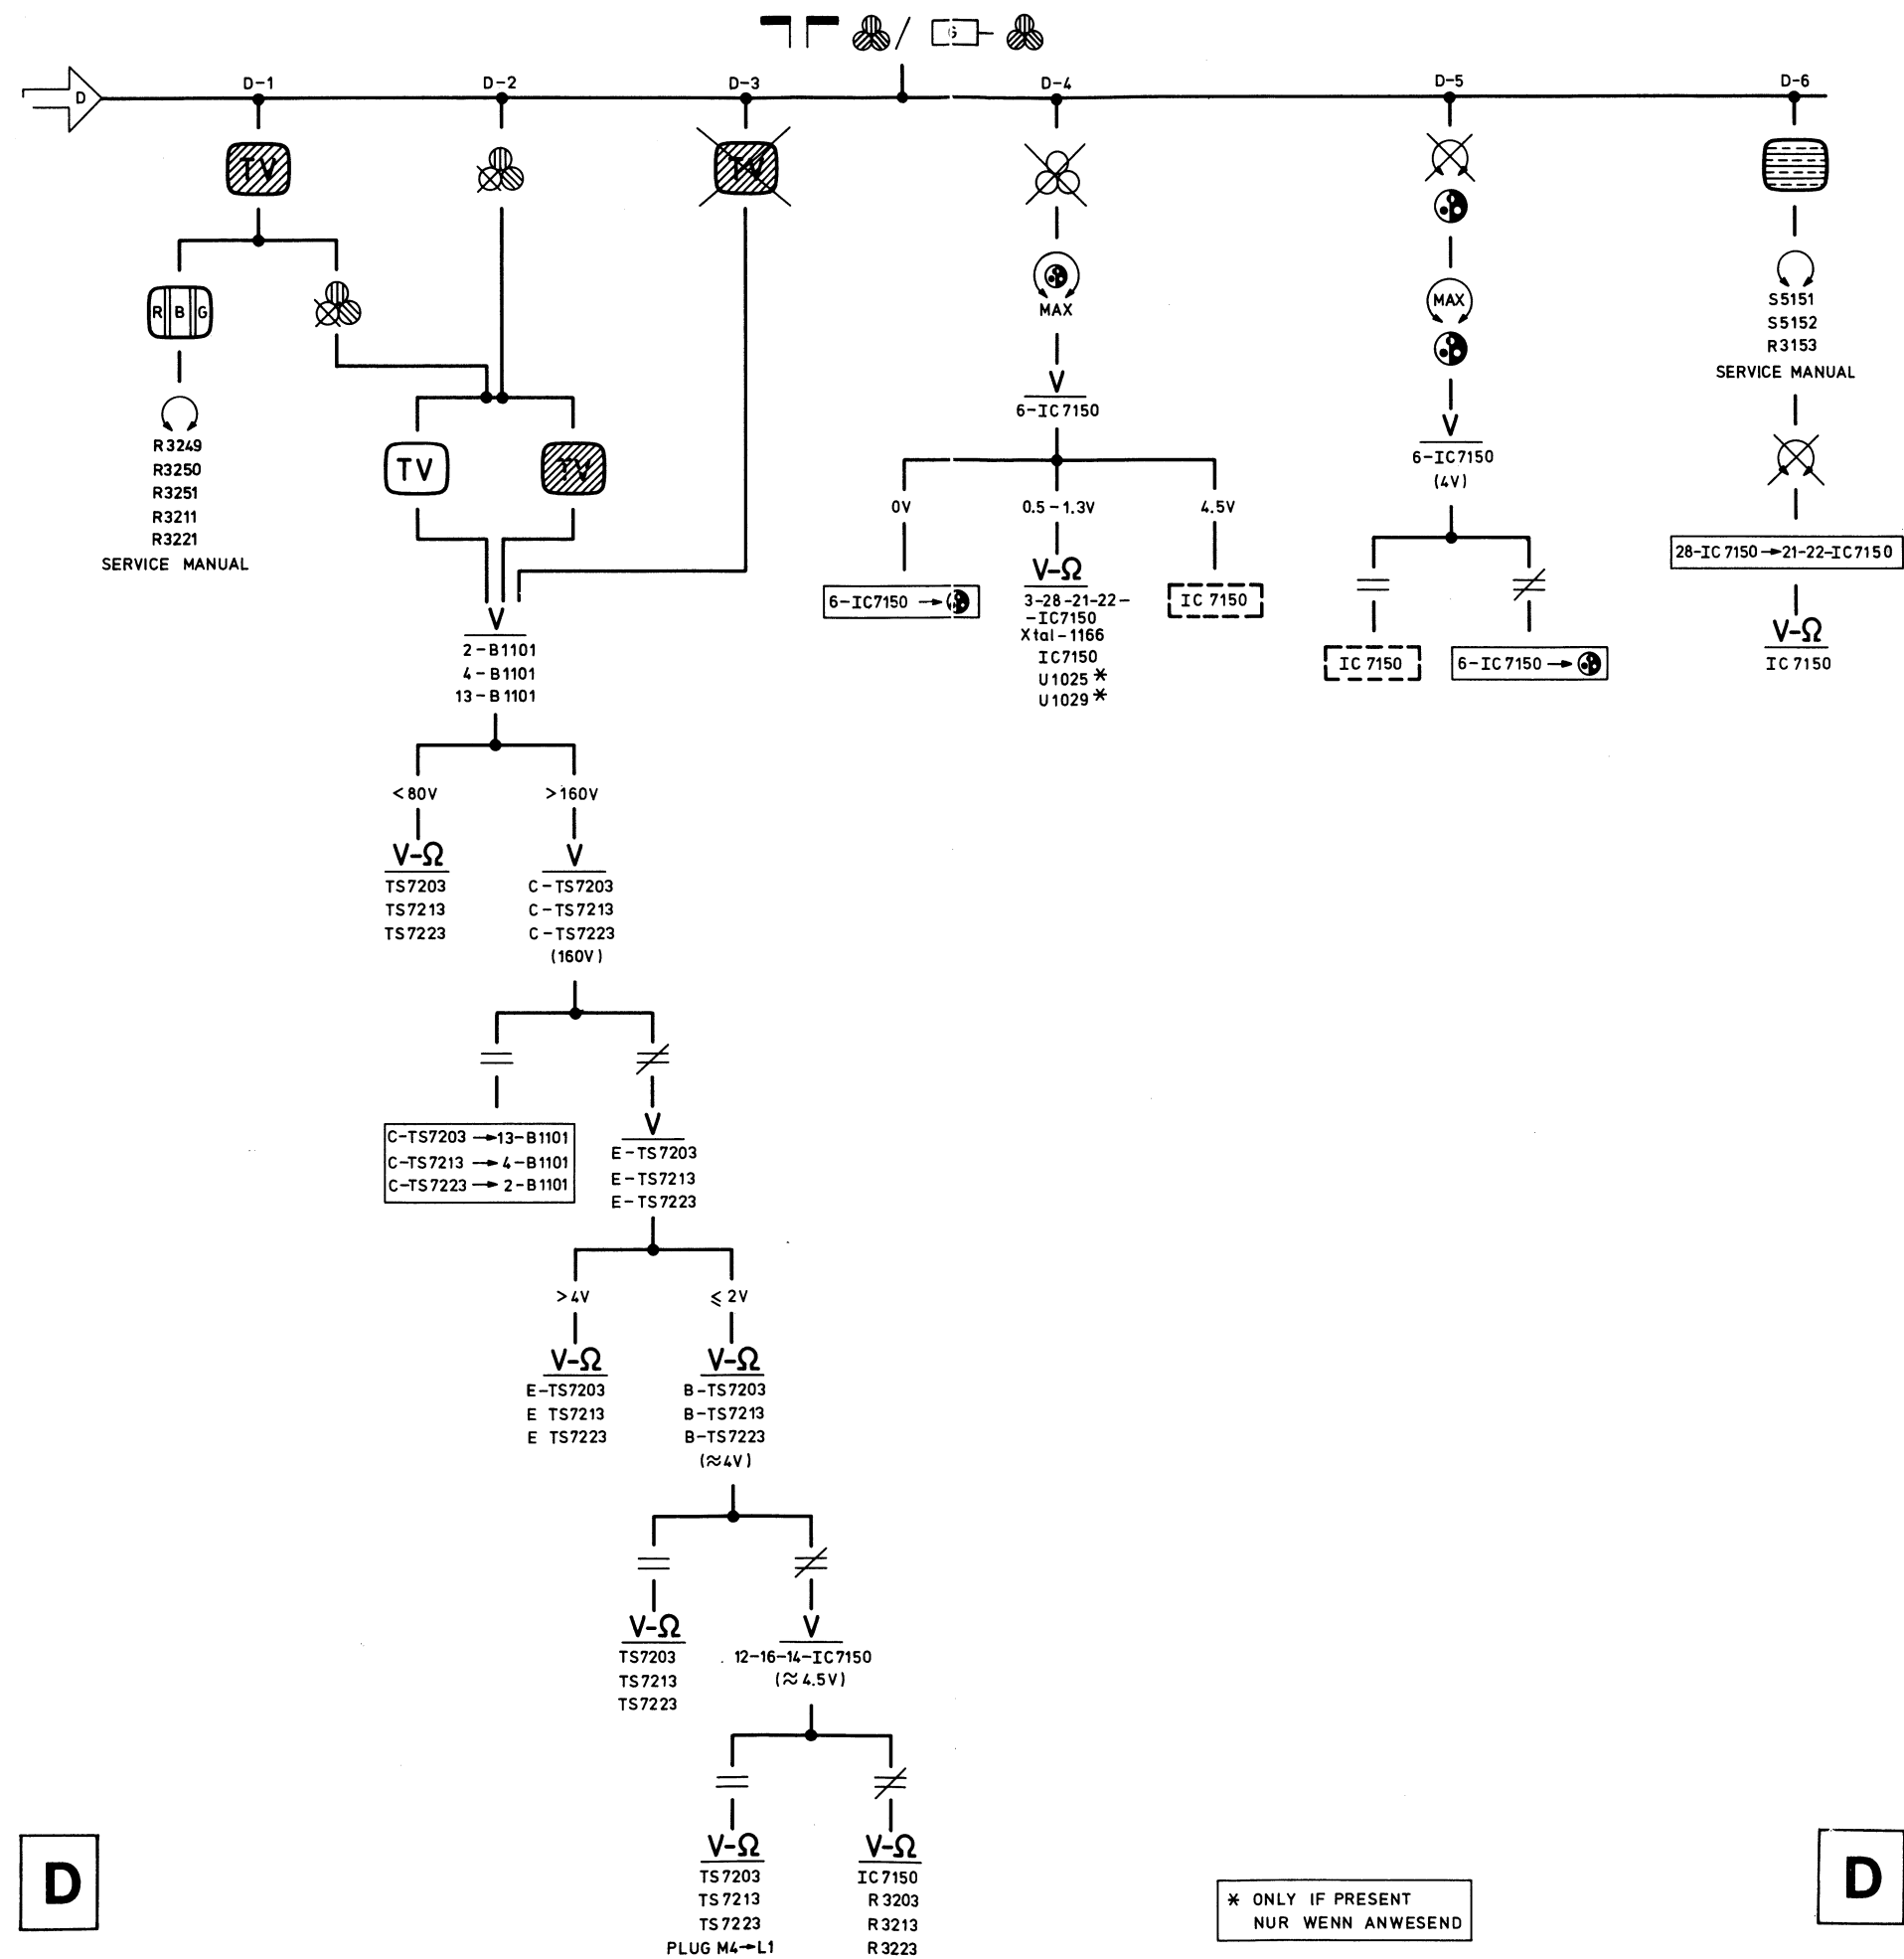 G
D
D-1
D-2
D-3
D-4
D-5
D-6
TV
TV
R B G
R3249
R3250
R3251
R3211
R3221
SERVICE MANUAL
TV
TV
V
2-B1101
4-B1101
13-B1101
<80V
>160V
V-Ω
TS7203
TS7213
TS7223
V
C-TS7203
C-TS7213
C-TS7223
(160V)
=
≠
C-TS7203 → 13-B1101
C-TS7213 → 4-B1101
C-TS7223 → 2-B1101
V
E-TS7203
E-TS7213
E-TS7223
>4V
≤ 2V
V-Ω
E-TS7203
E TS7213
E TS7223
V-Ω
B-TS7203
B-TS7213
B-TS7223
(≈4V)
=
≠
V-Ω
TS7203
TS7213
TS7223
V
12-16-14-IC7150
(≈4.5V)
=
≠
V-Ω
TS7203
TS7213
TS7223
PLUG M4→L1
V-Ω
IC7150
R3203
R3213
R3223
MAX
V
6-IC7150
0V
0.5-1.3V
4.5V
6-IC7150 →
V-Ω
3-28-21-22-
-IC7150
Xtal-1166
IC7150
U1025 *
U1029 *
IC 7150
MAX
V
6-IC7150
(4V)
=
≠
IC 7150
6-IC7150 →
S5151
S5152
R3153
SERVICE MANUAL
28-IC7150 → 21-22-IC7150
V-Ω
IC7150
D
* ONLY IF PRESENT
NUR WENN ANWESEND
D